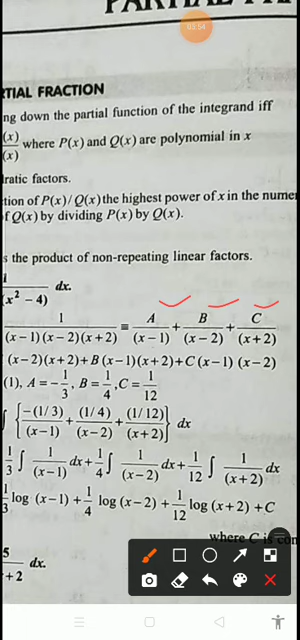 03:54
RTIAL FRACTION
ng down the partial function of the integrand iff
(x)/(x) where P(x) and Q(x) are polynomial in x
dratic factors.
ction of P(x)/Q(x) the highest power of x in the numer
f Q(x) by dividing P(x) by Q(x).
s the product of non-repeating linear factors.
1/(x² – 4) dx.
1/((x – 1)(x – 2)(x + 2)) ≡ A/(x – 1) + B/(x – 2) + C/(x + 2)
(x – 2)(x + 2) + B(x – 1)(x + 2) + C(x – 1)(x – 2)
(1), A = – 1/3, B = 1/4, C = 1/12
∫ { –(1/3)/(x – 1) + (1/4)/(x – 2) + (1/12)/(x + 2) } dx
1/3 ∫ 1/(x – 1) dx + 1/4 ∫ 1/(x – 2) dx + 1/12 ∫ 1/(x + 2) dx
1/3 log (x – 1) + 1/4 log (x – 2) + 1/12 log (x + 2) + C
where C is con
5/+ 2 dx.